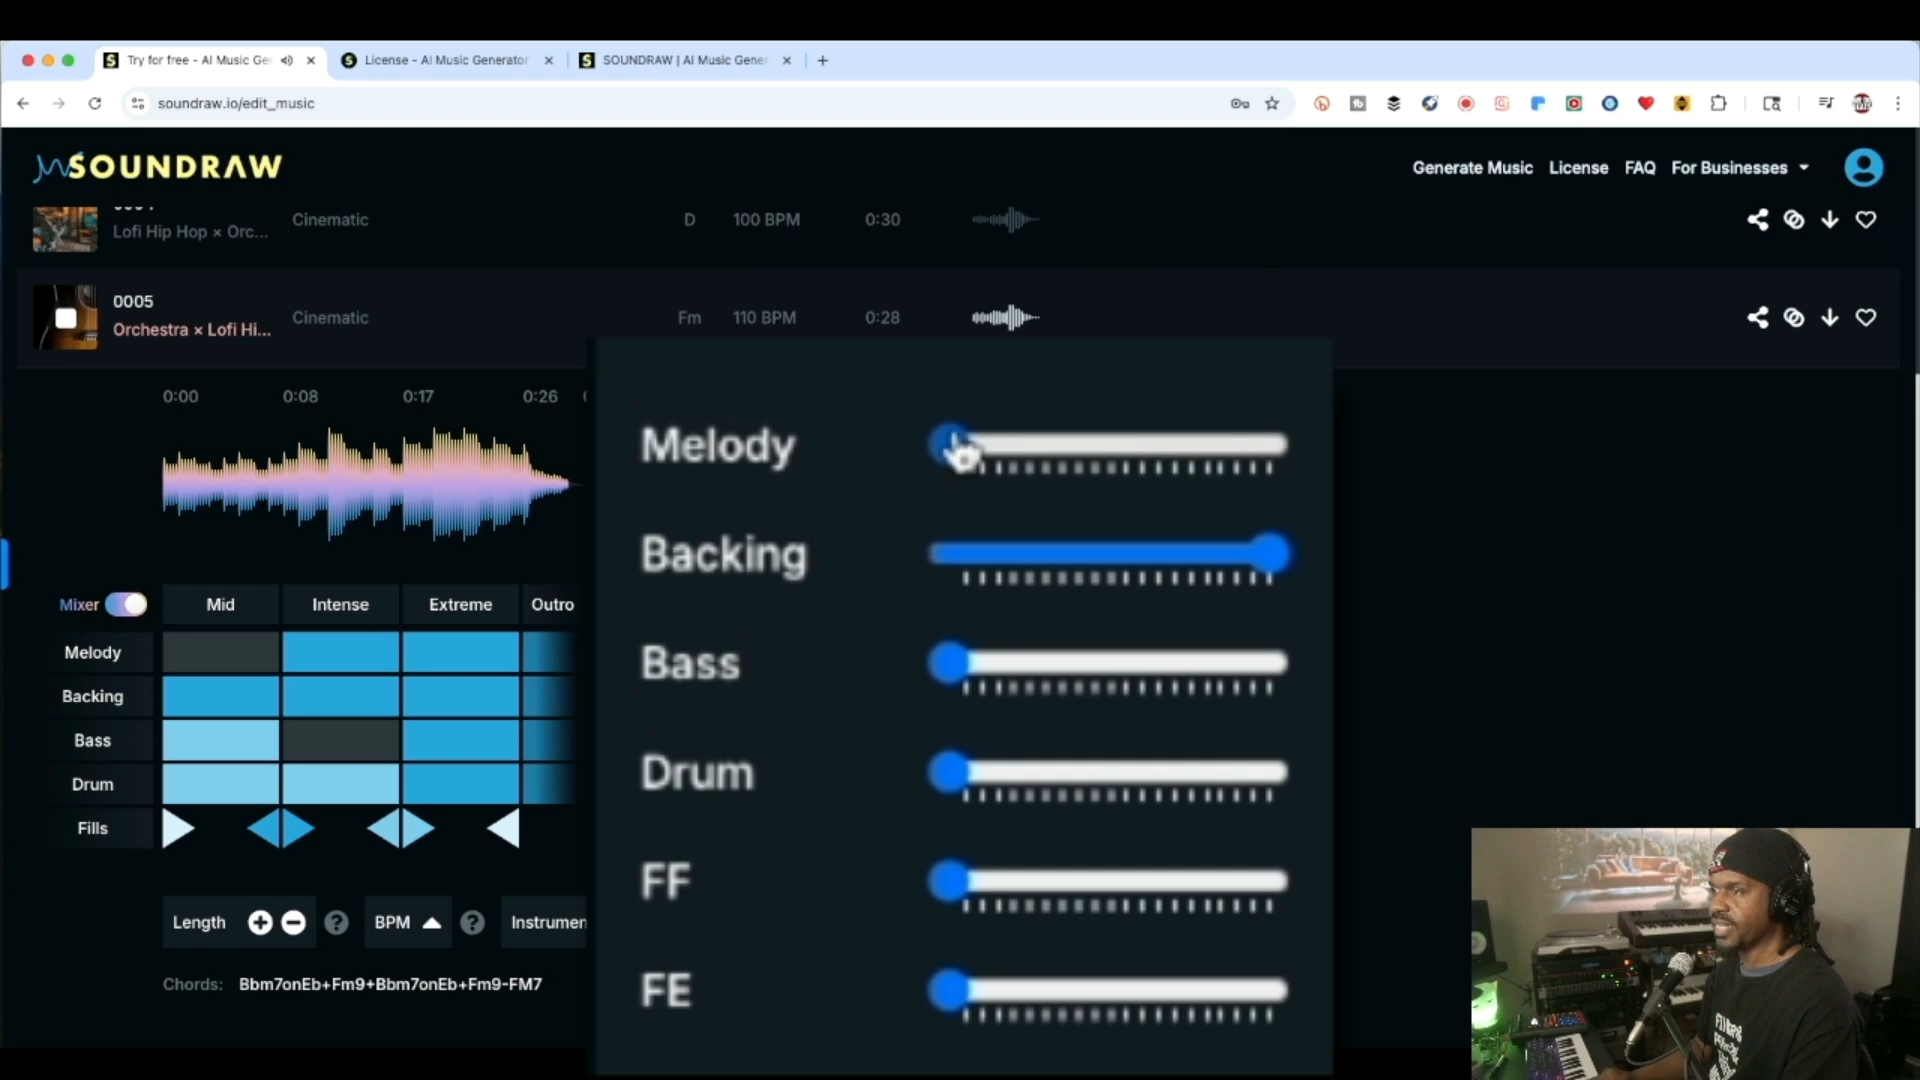 Try for free - AI Music Ger
License - AI Music Generator
SOUNDRAW | AI Music Gener
soundraw.io/edit_music
SOUNDRAW
Generate Music
License
FAQ
For Businesses
Lofi Hip Hop × Orc...
Cinematic
D
100 BPM
0:30
0005
Orchestra × Lofi Hi...
Cinematic
Fm
110 BPM
0:28
0:00
0:08
0:17
0:26
Mixer
Mid
Intense
Extreme
Outro
Melody
Backing
Bass
Drum
Fills
Length
BPM
Instrumen
Chords: Bbm7onEb+Fm9+Bbm7onEb+Fm9-FM7
Melody
Backing
Bass
Drum
FF
FE